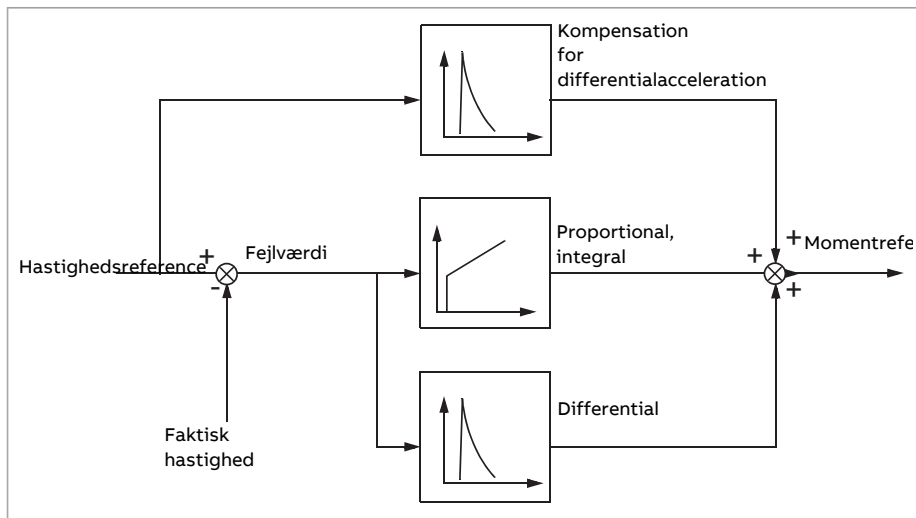 Kompensation
for
differentialacceleration
Proportional,
integral
+
Fejlværdi
+
+
Momentrefe
Hastighedsreference
-
+
Differential
Faktisk
hastighed